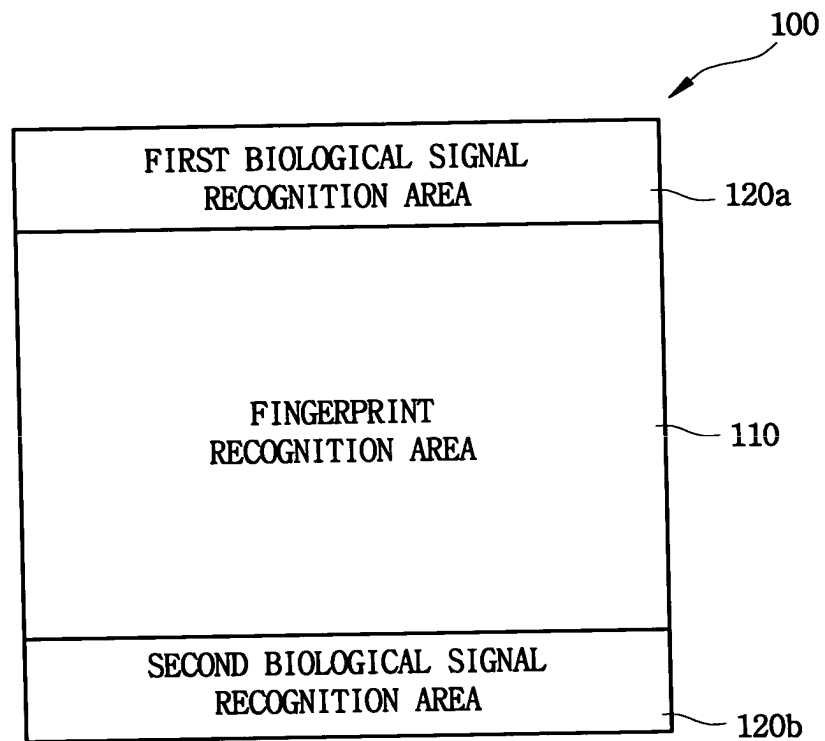 100
FIRST BIOLOGICAL SIGNAL
RECOGNITION AREA
120a
FINGERPRINT
RECOGNITION AREA
110
SECOND BIOLOGICAL SIGNAL
RECOGNITION AREA
120b